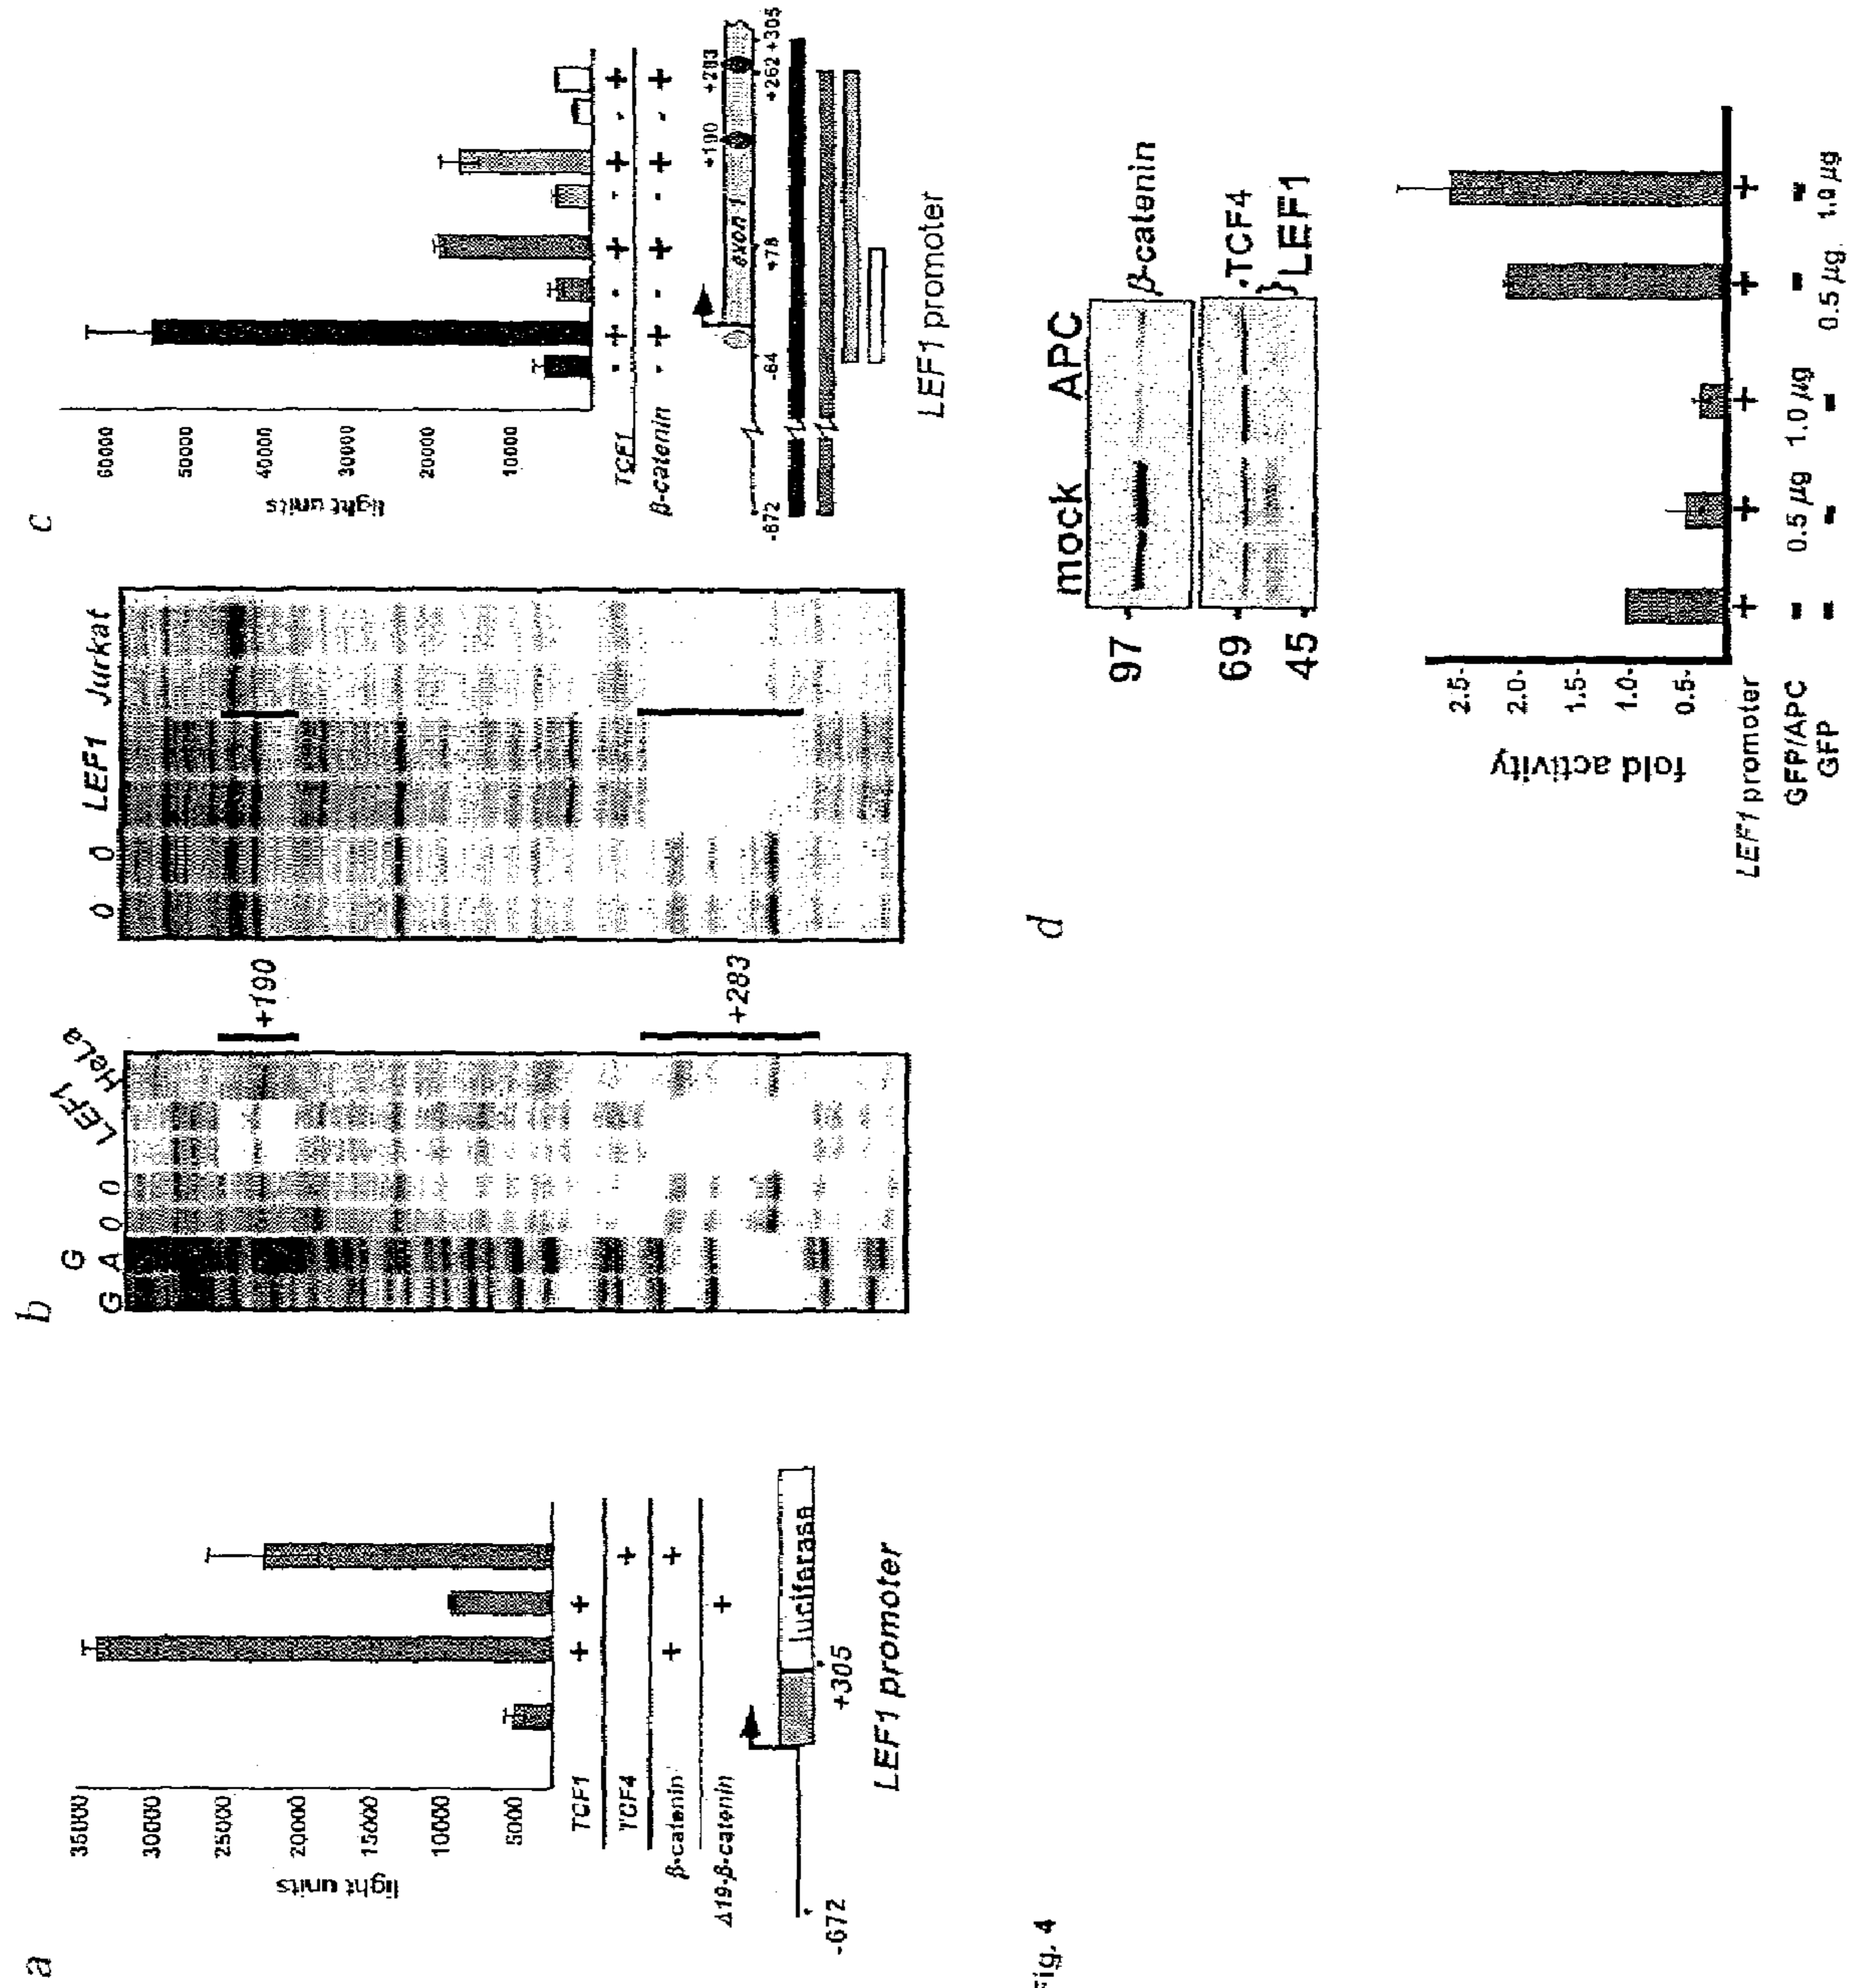 a
35000
30000
25000
20000
15000
10000
5000
light units
TCF1 + +
TCF4 +
β-catenin + +
Δ19-β-catenin +
luciferase
-672 +305
LEF1 promoter
b
G
G A 0 0 LEF1 HeLa
+190
+283
0 0 LEF1 Jurkat
c
60000
50000
40000
30000
20000
10000
light units
TCF1 - + - + - + - +
β-catenin - + - + - + - +
+190 +283
exon 1
-672 -64 +78 +262 +305
LEF1 promoter
d
mock APC
97 β-catenin
69 TCF4
45 }LEF1
2.5-
2.0-
1.5-
1.0-
0.5-
fold activity
LEF1 promoter + + + + +
GFP/APC - 0.5 µg 1.0 µg - -
GFP - - - 0.5 µg 1.0 µg
Fig. 4